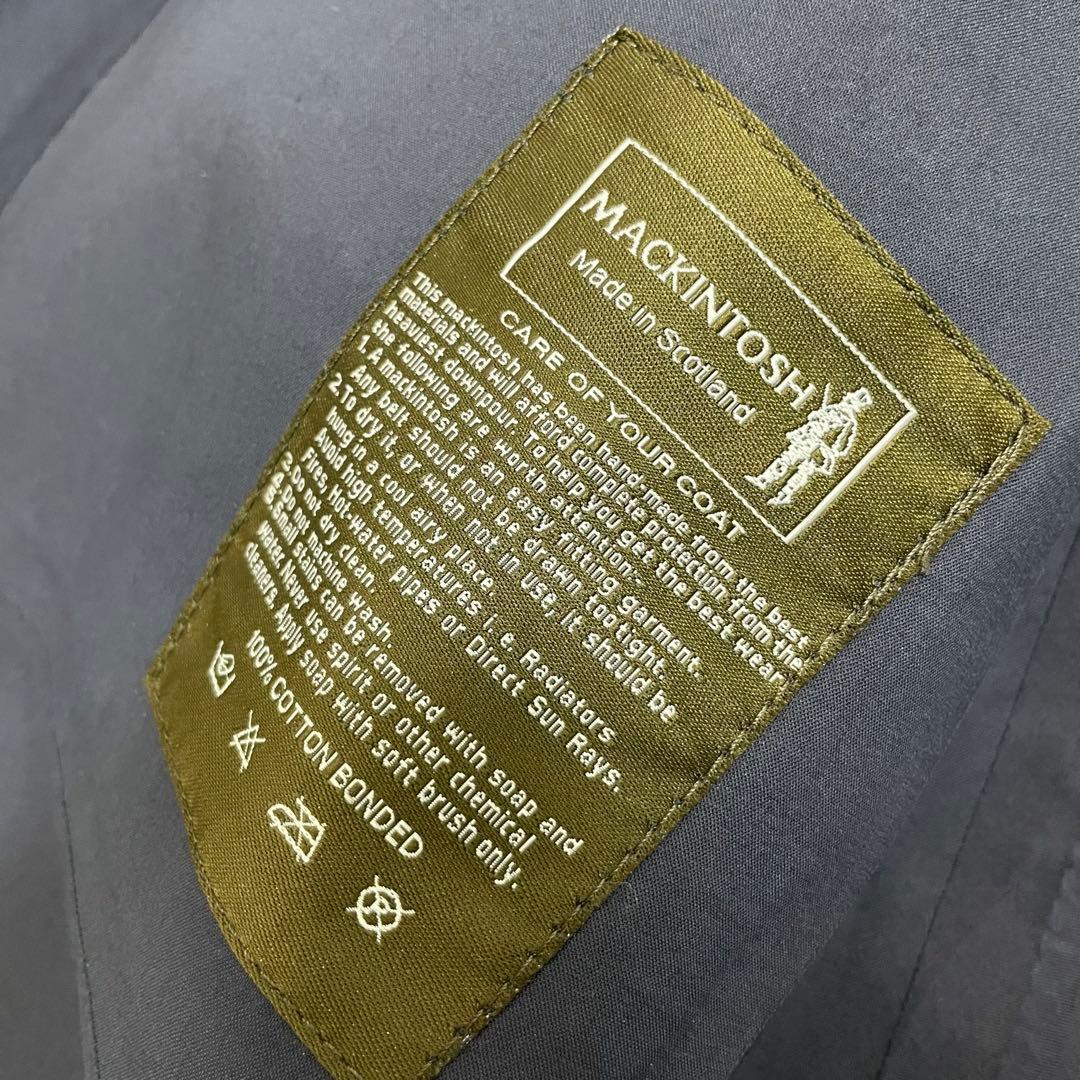 MACKINTOSH
Made in Scotland
CARE OF YOUR COAT
This mackintosh has been hand made from the best
materials and will afford complete protection from the
heaviest downpour. To help you get the best wear
the following are worth attention:-
1. A mackintosh is an easy fitting garment.
Any belt should not be drawn too tight.
2. To dry it, or when not in use, it should be
hung in a cool airy place.
Avoid high temperatures i. e. Radiators
Fires, Hot-water pipes or Direct Sun Rays.
3. Do not dry clean.
4. Do not machine wash.
5. Small stains can be removed with soap and
water. Never use spirit or other chemical
cleaners. Apply soap with soft brush only.
100% COTTON BONDED